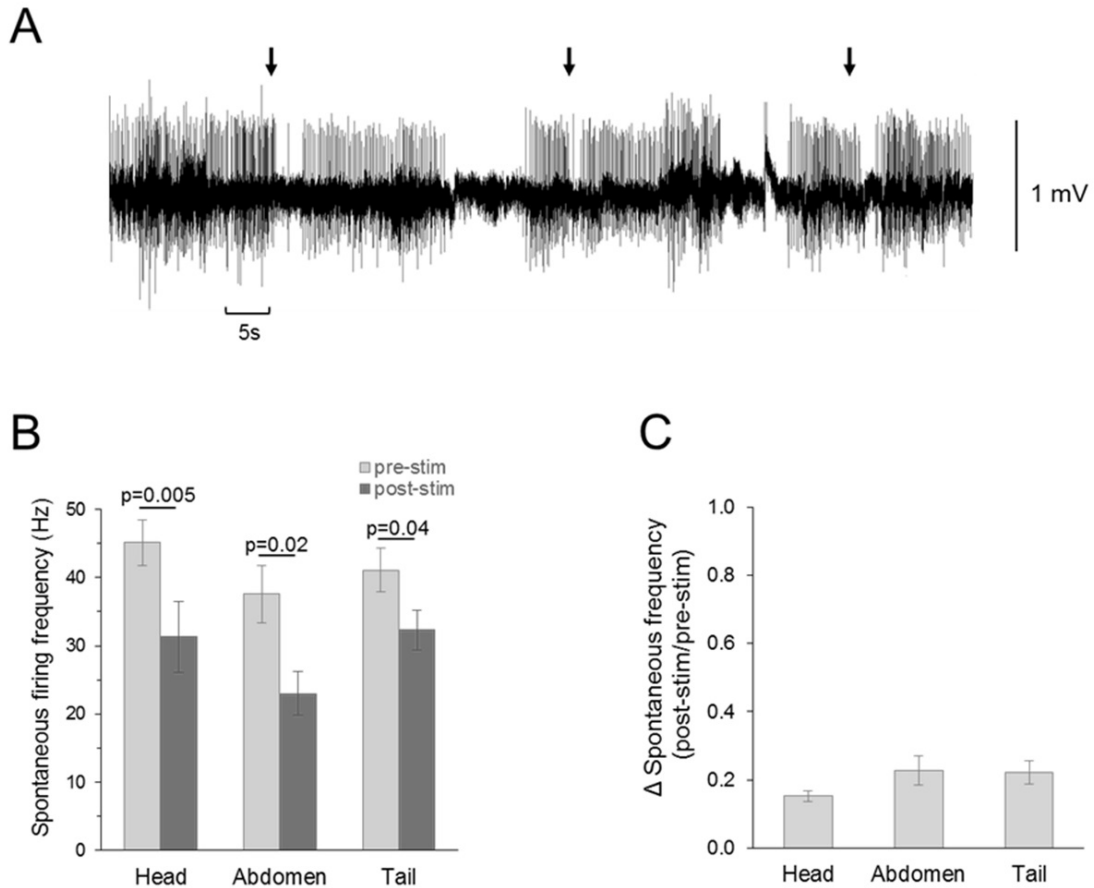 A
1 mV
5s
B
pre-stim
post-stim
Spontaneous firing frequency (Hz)
50
40
30
20
10
0
p=0.005
p=0.02
p=0.04
Head
Abdomen
Tail
C
Δ Spontaneous frequency
(post-stim/pre-stim)
1.0
0.8
0.6
0.4
0.2
0.0
Head
Abdomen
Tail